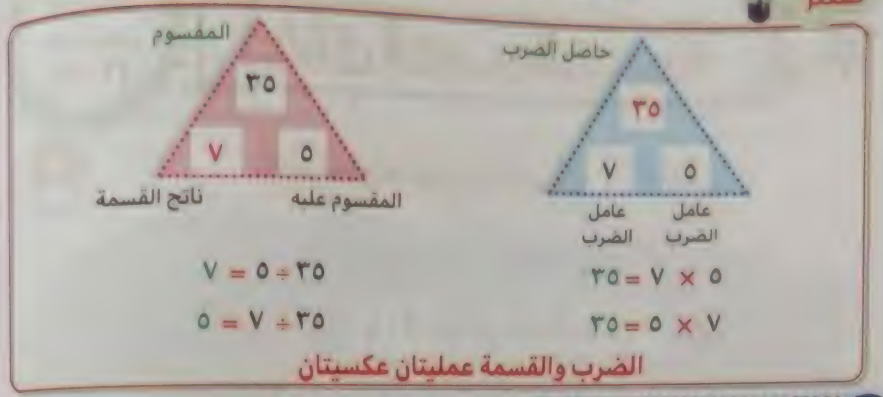 حاصل الضرب
٣٥
٥ ٧
عامل الضرب
عامل الضرب
٥ × ٧ = ٣٥
٧ × ٥ = ٣٥
المقسوم
٣٥
٥ ٧
المقسوم عليه
ناتج القسمة
٣٥ ÷ ٥ = ٧
٣٥ ÷ ٧ = ٥
الضرب والقسمة عمليتان عكسيتان